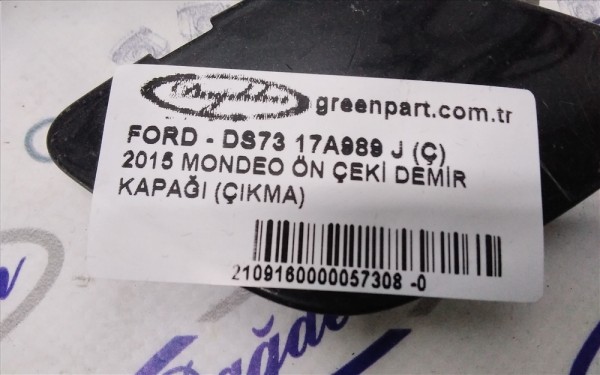 greenpart.com.tr
FORD - DS73 17A989 J (Ç)
2015 MONDEO ÖN ÇEKİ DEMİR
KAPAĞI (ÇIKMA)
2109160000057308 -0